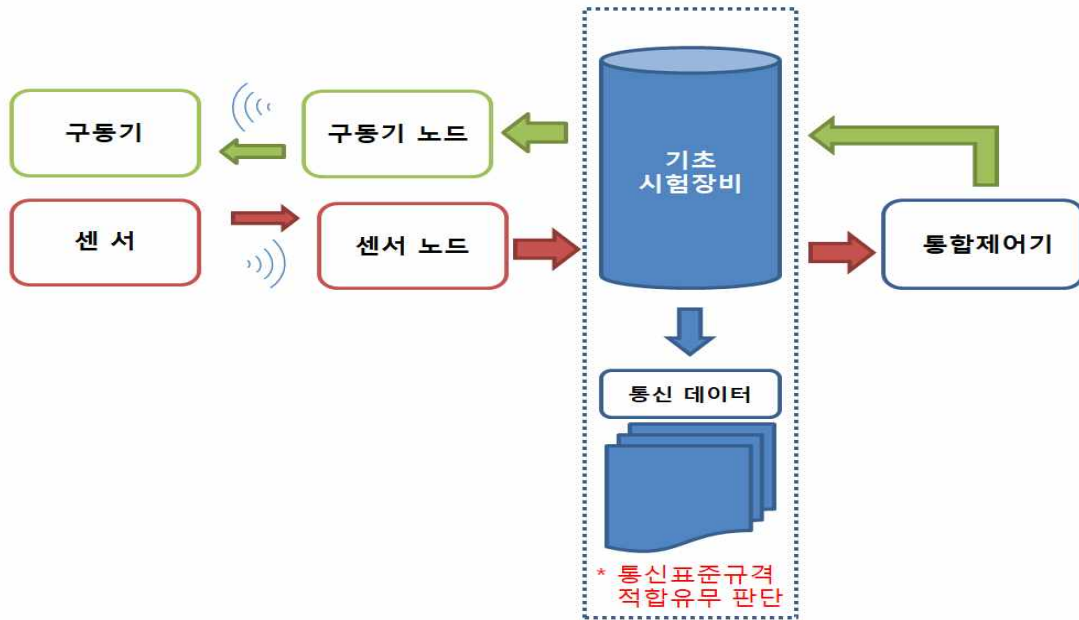 구동기
구동기 노드
기초
시험장비
센 서
센서 노드
통합제어기
통신 데이터
* 통신표준규격
적합유무 판단